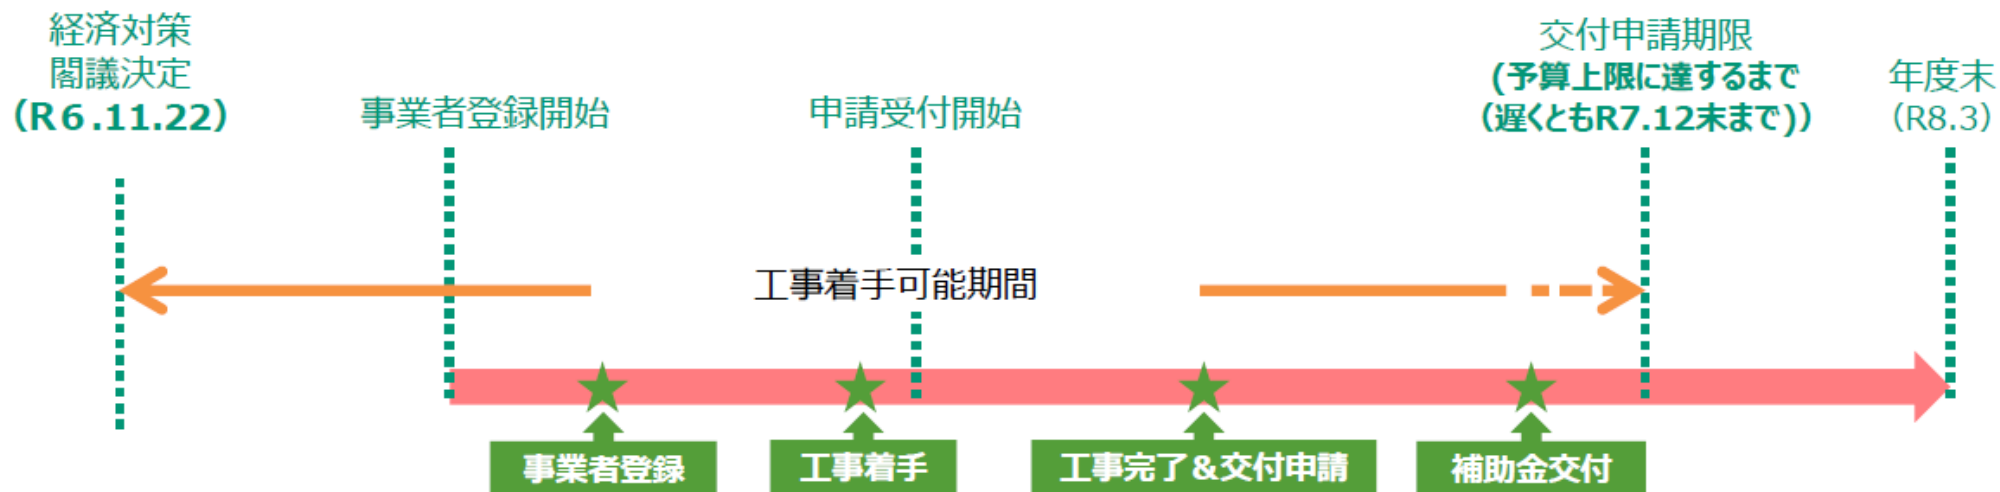 経済対策
閣議決定
（R６.11.22）
事業者登録開始
申請受付開始
交付申請期限
(予算上限に達するまで
（遅くともR7.12末まで)）
年度末
（R8.3）
工事着手可能期間
事業者登録
工事着手
工事完了＆交付申請
補助金交付